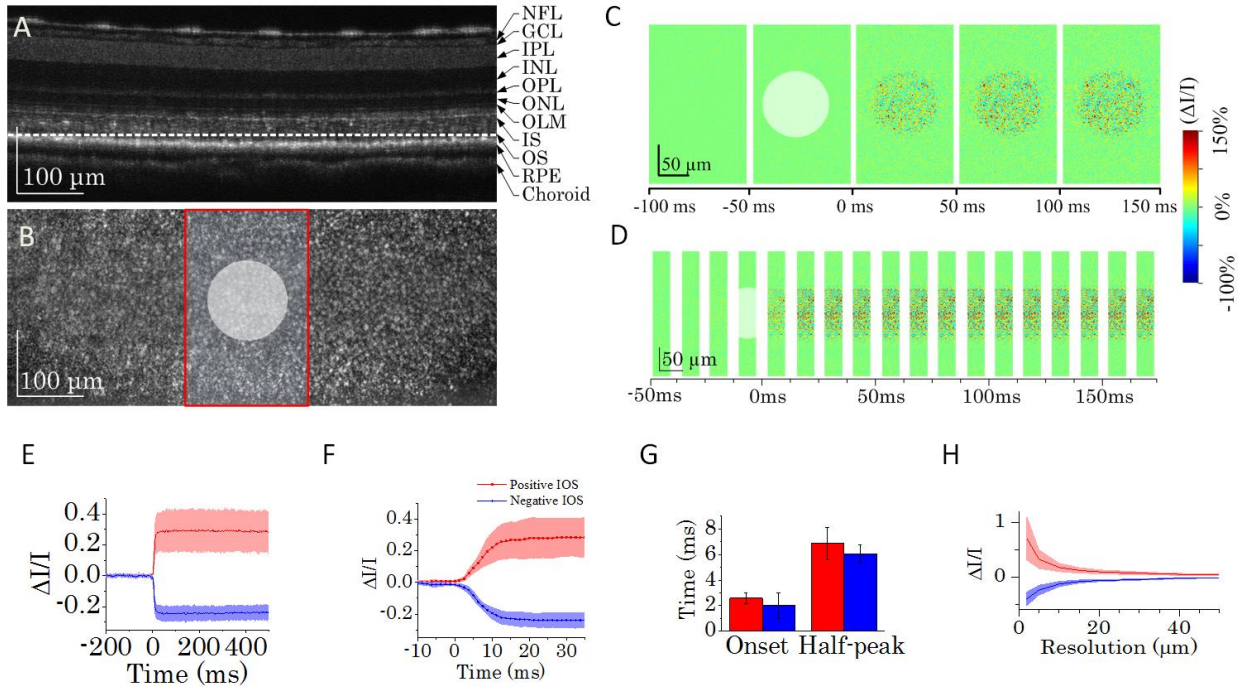 A
NFL
GCL
IPL
INL
OPL
ONL
OLM
IS
OS
RPE
Choroid
100 μm
B
100 μm
C
50 μm
-100 ms
-50 ms
0 ms
50 ms
100 ms
150 ms
D
50 μm
-50ms
0ms
50ms
100ms
150ms
(ΔI/I)
150%
0%
-100%
E
ΔI/I
0.4
0.2
0.0
-0.2
-200
0
200
400
Time (ms)
F
Positive IOS
Negative IOS
ΔI/I
0.4
0.2
0.0
-0.2
-10
0
10
20
30
Time (ms)
G
Time (ms)
8
6
4
2
0
Onset
Half-peak
H
ΔI/I
1
0
0
20
40
Resolution (μm)